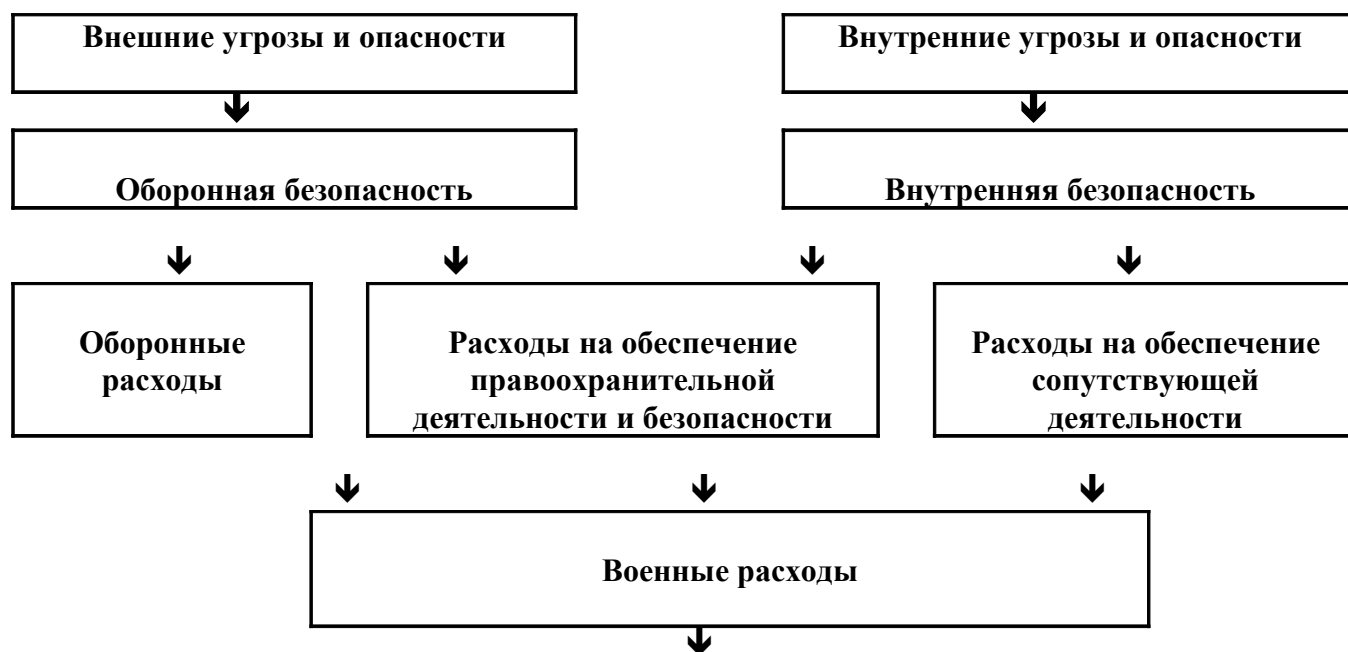 Внешние угрозы и опасности
Внутренние угрозы и опасности
Оборонная безопасность
Внутренняя безопасность
Оборонные
расходы
Расходы на обеспечение
правоохранительной
деятельности и безопасности
Расходы на обеспечение
сопутствующей
деятельности
Военные расходы